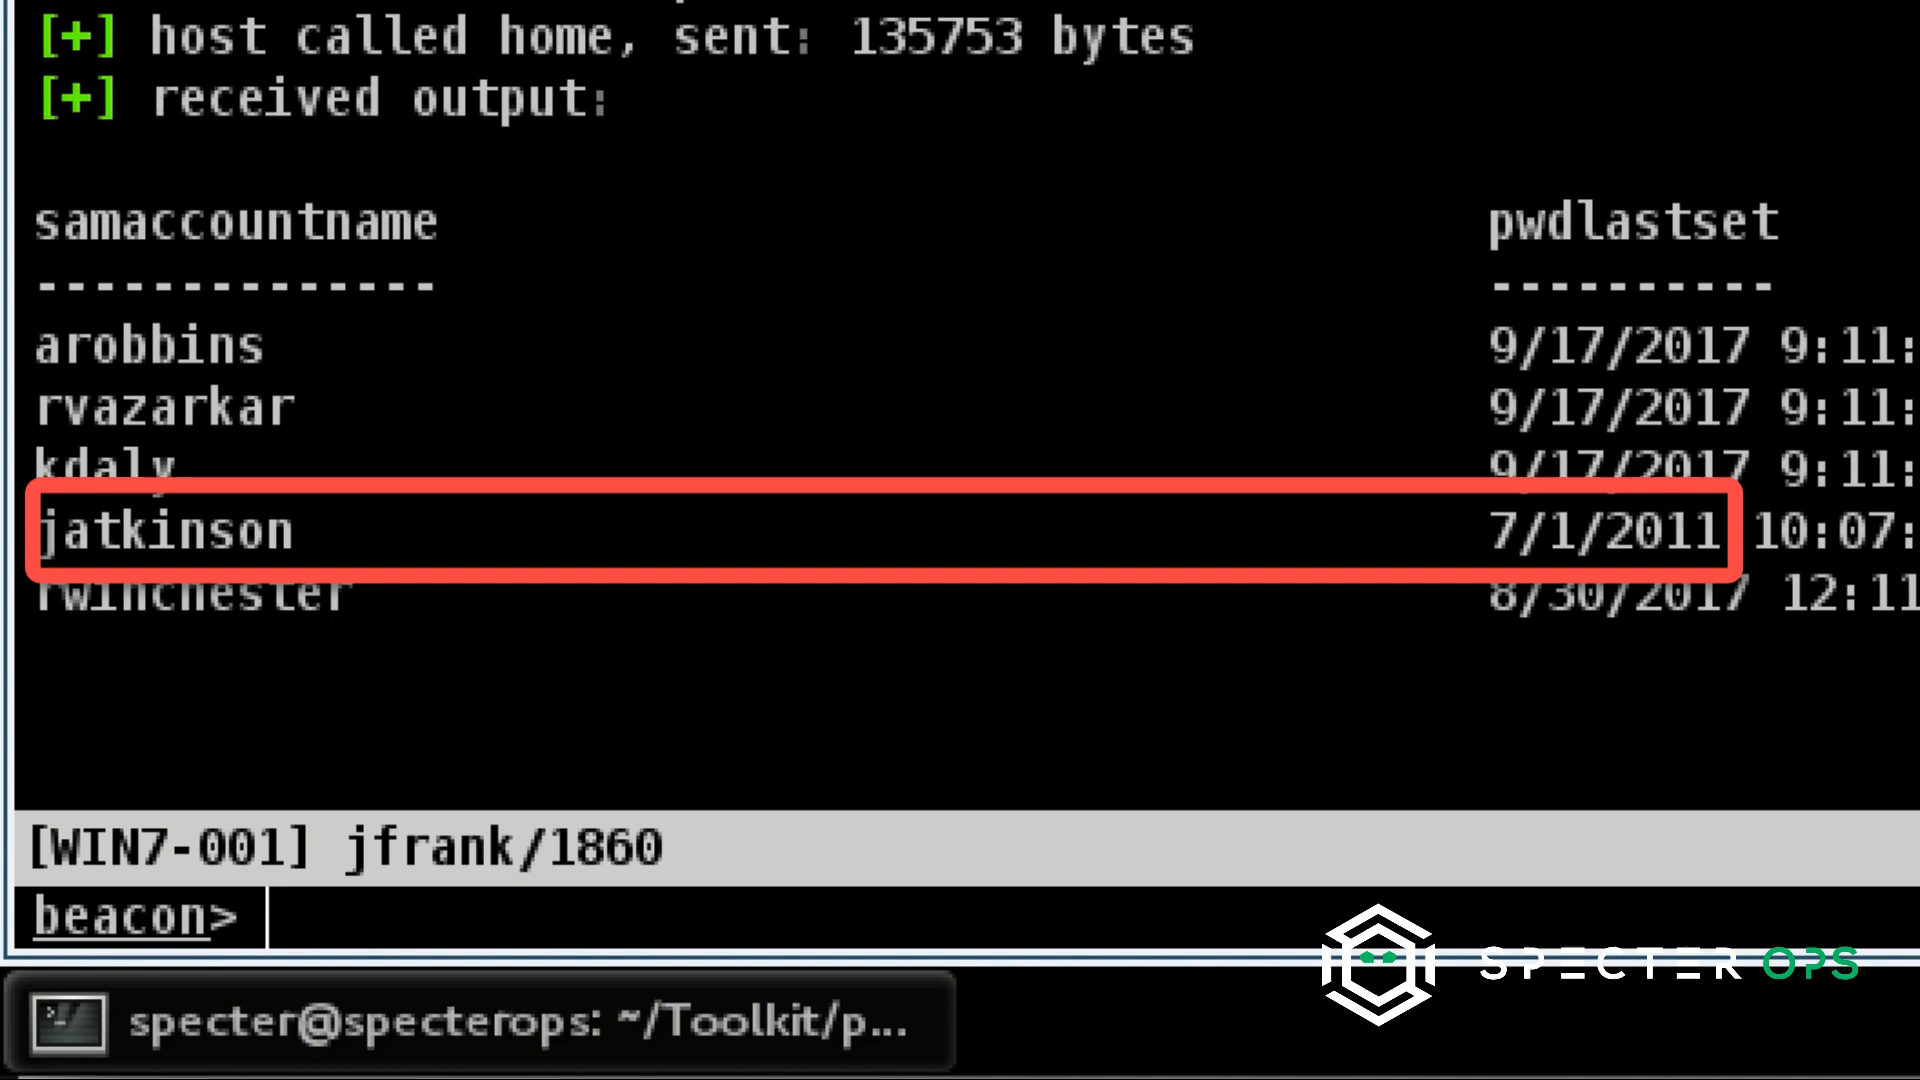 [+] host called home, sent: 135753 bytes
[+] received output:
samaccountname pwdlastset
-------------- ----------
arobbins 9/17/2017 9:11:
rvazarkar 9/17/2017 9:11:
kdaly 9/17/2017 9:11:
jatkinson 7/1/2011 10:07:
rwinchester 8/30/2017 12:11
[WIN7-001] jfrank/1860
beacon>
SPECTER OPS
specter@specterops: ~/Toolkit/p...